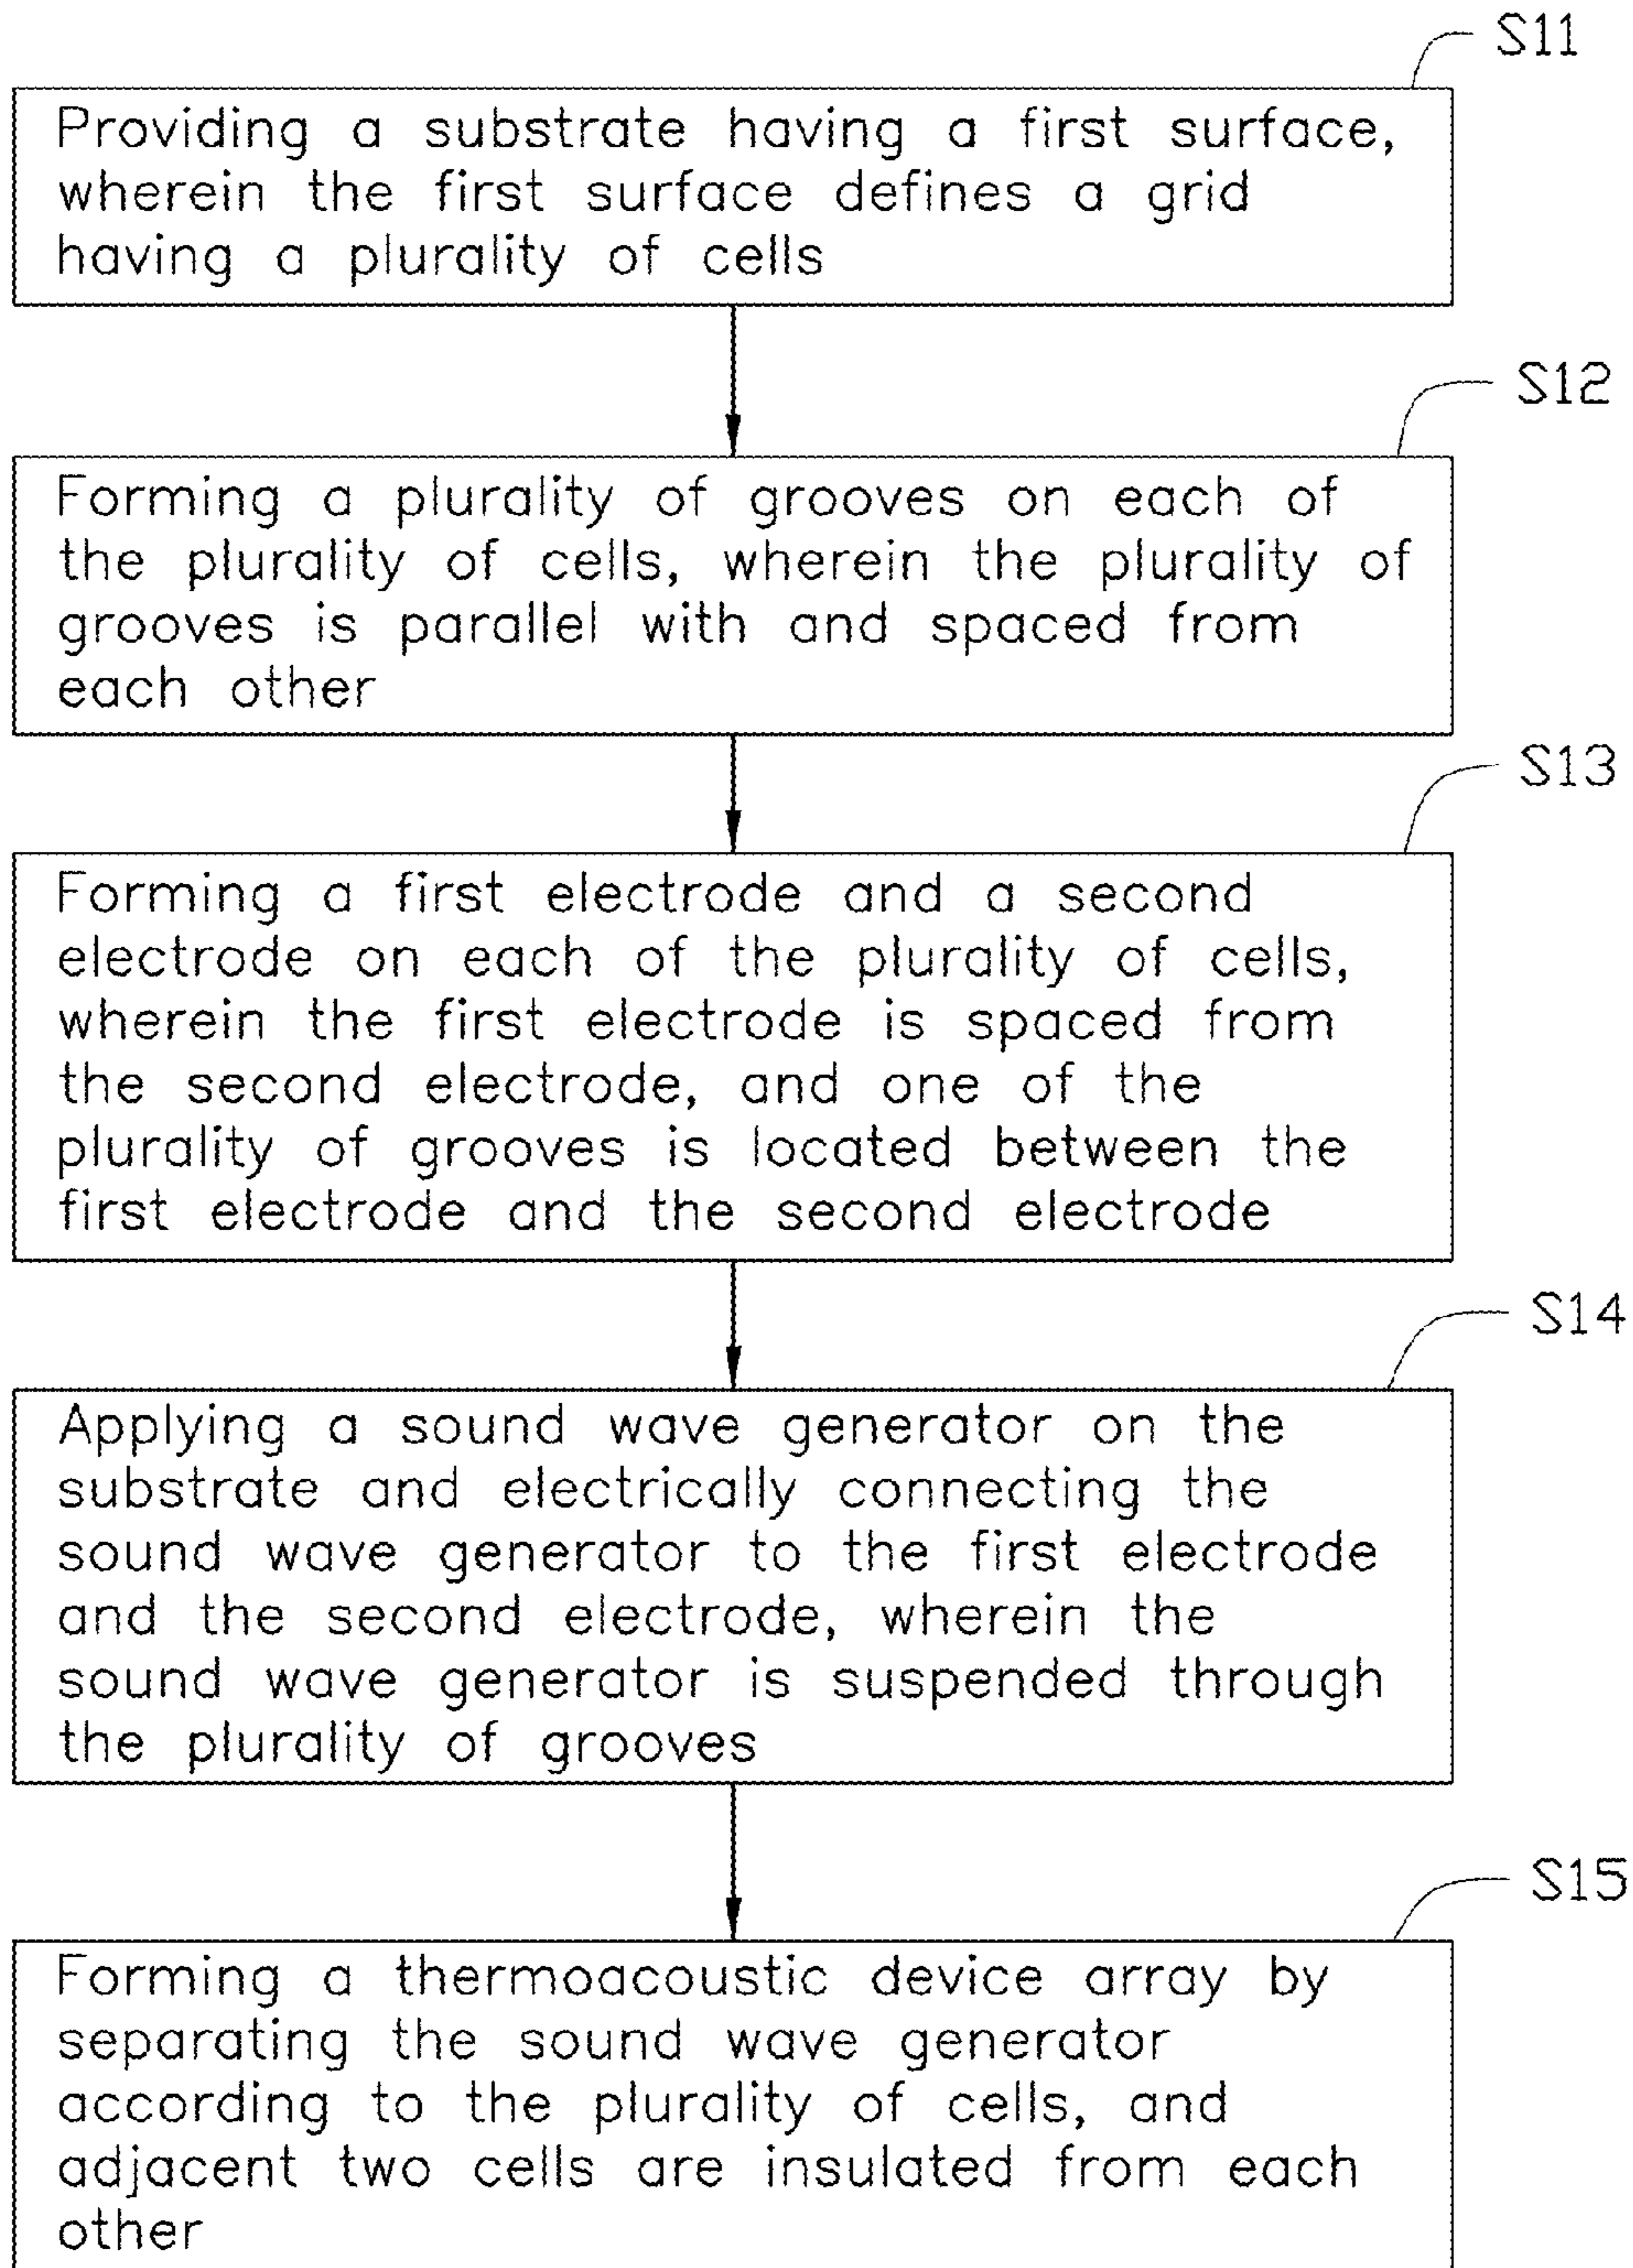 S11
Providing a substrate having a first surface,
wherein the first surface defines a grid
having a plurality of cells
S12
Forming a plurality of grooves on each of
the plurality of cells, wherein the plurality of
grooves is parallel with and spaced from
each other
S13
Forming a first electrode and a second
electrode on each of the plurality of cells,
wherein the first electrode is spaced from
the second electrode, and one of the
plurality of grooves is located between the
first electrode and the second electrode
S14
Applying a sound wave generator on the
substrate and electrically connecting the
sound wave generator to the first electrode
and the second electrode, wherein the
sound wave generator is suspended through
the plurality of grooves
S15
Forming a thermoacoustic device array by
separating the sound wave generator
according to the plurality of cells, and
adjacent two cells are insulated from each
other